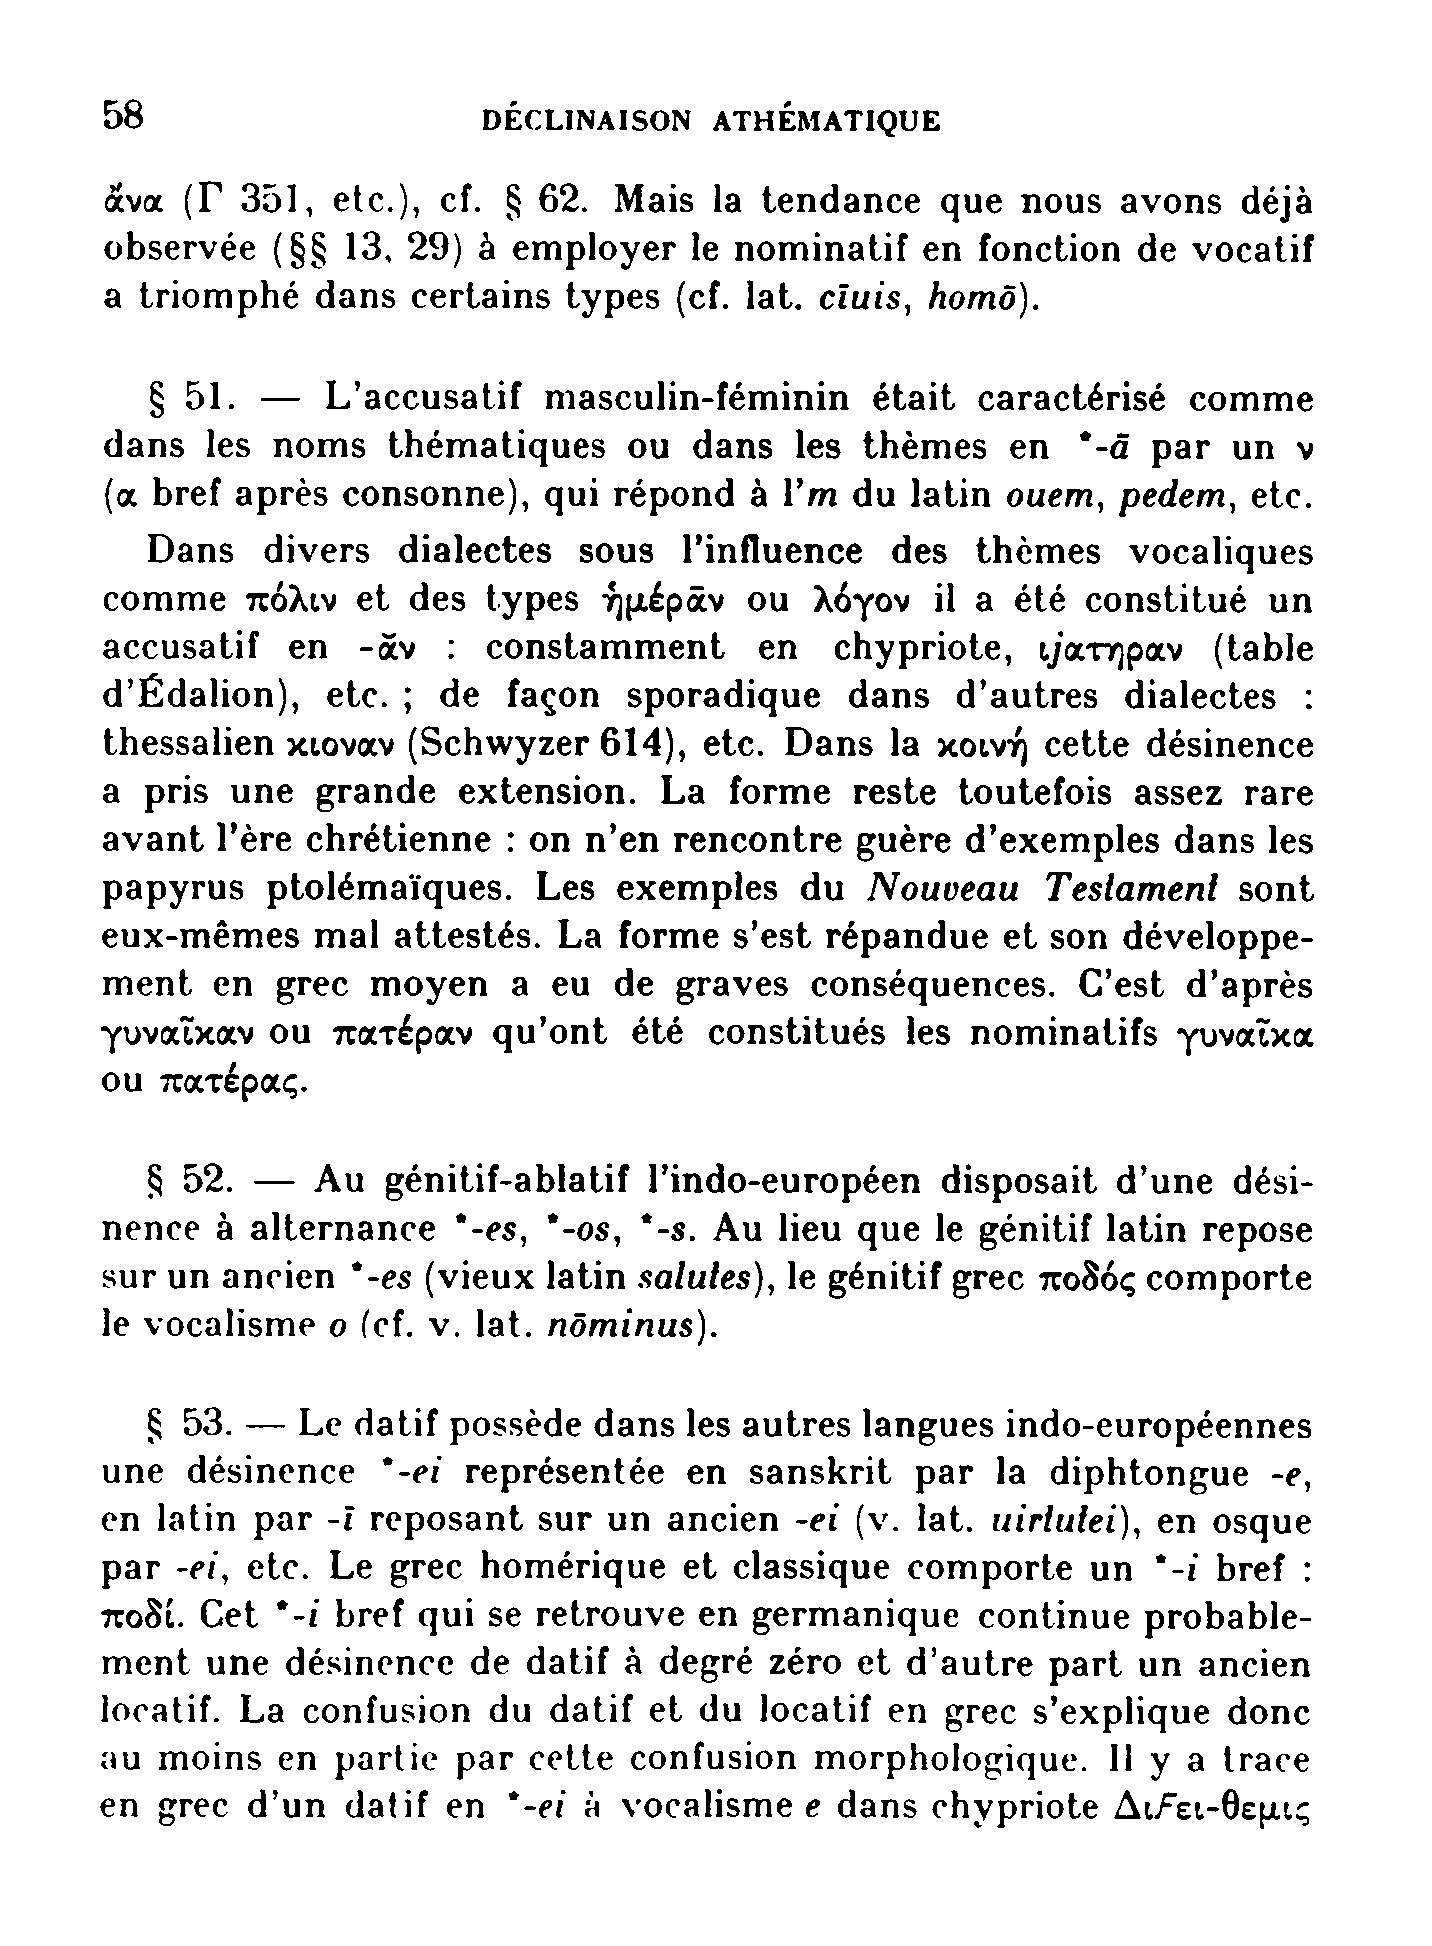 58 DÉCLINAISON ATHÉMATIQUE
ἄνα (Γ 351, etc.), cf. § 62. Mais la tendance que nous avons déjà
observée (§§ 13, 29) à employer le nominatif en fonction de vocatif
a triomphé dans certains types (cf. lat. cīuis, homō).
§ 51. — L'accusatif masculin-féminin était caractérisé comme
dans les noms thématiques ou dans les thèmes en *-ā par un ν
(α bref après consonne), qui répond à l'm du latin ouem, pedem, etc.
Dans divers dialectes sous l'influence des thèmes vocaliques
comme πόλιν et des types ἡμέρᾱν ou λόγον il a été constitué un
accusatif en -ᾰν : constamment en chypriote, ιjατηραν (table
d'Édalion), etc. ; de façon sporadique dans d'autres dialectes :
thessalien κιοναν (Schwyzer 614), etc. Dans la κοινή cette désinence
a pris une grande extension. La forme reste toutefois assez rare
avant l'ère chrétienne : on n'en rencontre guère d'exemples dans les
papyrus ptolémaïques. Les exemples du Nouveau Testament sont
eux-mêmes mal attestés. La forme s'est répandue et son développe-
ment en grec moyen a eu de graves conséquences. C'est d'après
γυναῖκαν ou πατέραν qu'ont été constitués les nominatifs γυναῖκα
ou πατέρας.
§ 52. — Au génitif-ablatif l'indo-européen disposait d'une dési-
nence à alternance *-es, *-os, *-s. Au lieu que le génitif latin repose
sur un ancien *-es (vieux latin salutes), le génitif grec ποδός comporte
le vocalisme o (cf. v. lat. nōminus).
§ 53. — Le datif possède dans les autres langues indo-européennes
une désinence *-ei représentée en sanskrit par la diphtongue -e,
en latin par -ī reposant sur un ancien -ei (v. lat. uirtutei), en osque
par -ei, etc. Le grec homérique et classique comporte un *-i bref :
ποδί. Cet *-i bref qui se retrouve en germanique continue probable-
ment une désinence de datif à degré zéro et d'autre part un ancien
locatif. La confusion du datif et du locatif en grec s'explique donc
au moins en partie par cette confusion morphologique. Il y a trace
en grec d'un datif en *-ei à vocalisme e dans chypriote ΔιϜει-θεμις